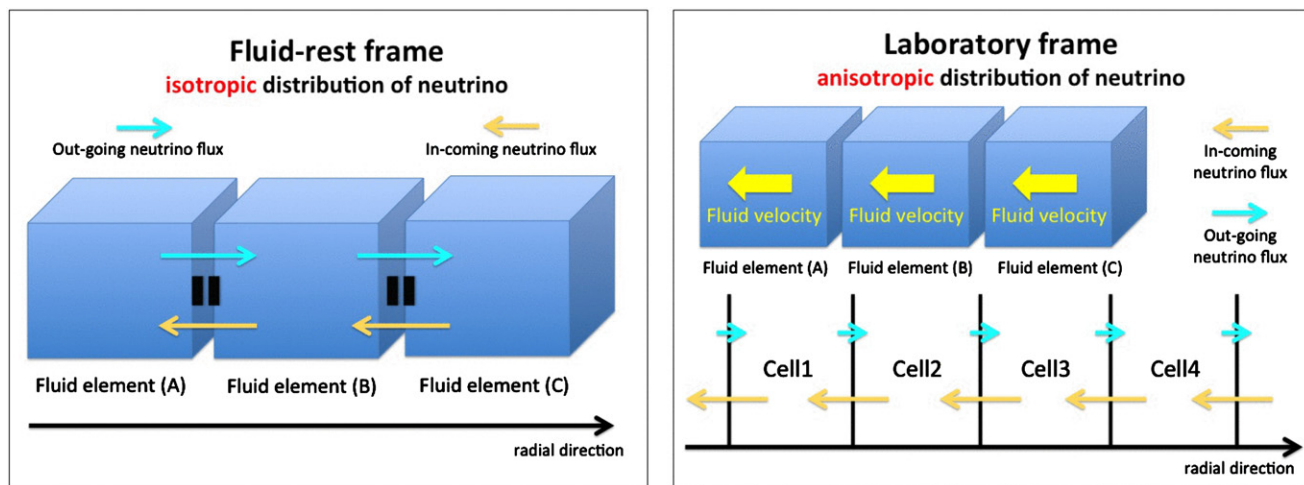 Fluid-rest frame
isotropic distribution of neutrino
Out-going neutrino flux
In-coming neutrino flux
Fluid element (A)
Fluid element (B)
Fluid element (C)
radial direction
Laboratory frame
anisotropic distribution of neutrino
Fluid velocity
Fluid velocity
Fluid velocity
Fluid element (A)
Fluid element (B)
Fluid element (C)
In-coming
neutrino flux
Out-going
neutrino flux
Cell1
Cell2
Cell3
Cell4
radial direction